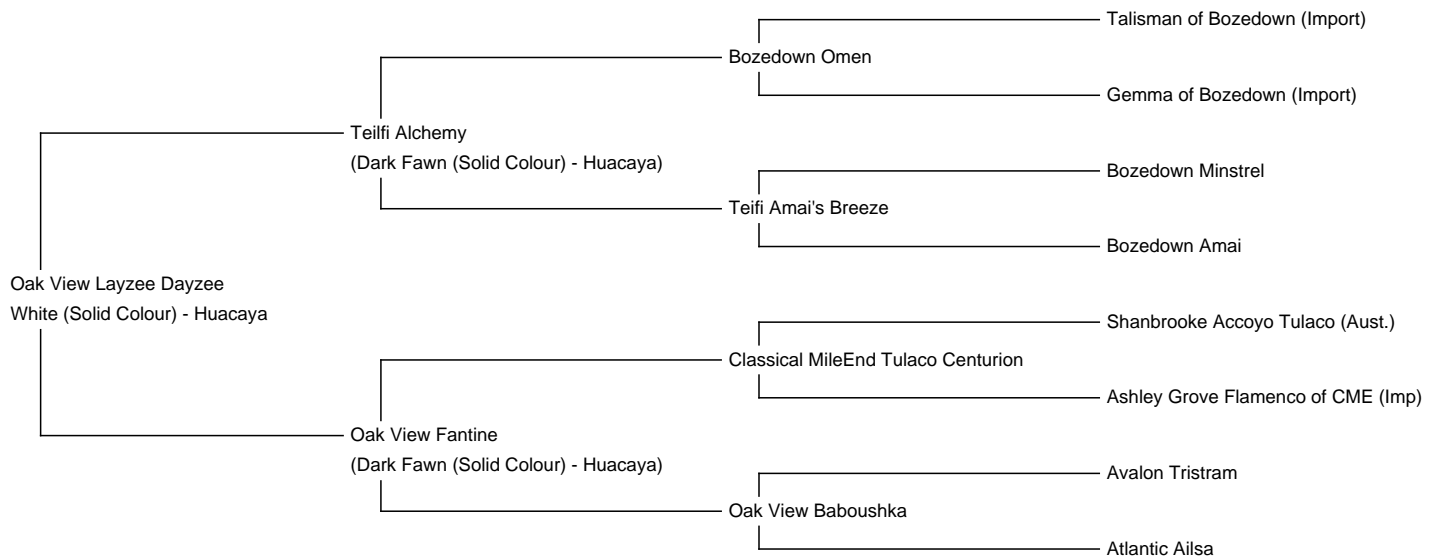 Talisman of Bozedown (Import)
Bozedown Omen
Gemma of Bozedown (Import)
Teilfi Alchemy
(Dark Fawn (Solid Colour) - Huacaya)
Bozedown Minstrel
Teifi Amai's Breeze
Bozedown Amai
Oak View Layzee Dayzee
White (Solid Colour) - Huacaya
Shanbrooke Accoyo Tulaco (Aust.)
Classical MileEnd Tulaco Centurion
Ashley Grove Flamenco of CME (Imp)
Oak View Fantine
(Dark Fawn (Solid Colour) - Huacaya)
Avalon Tristram
Oak View Baboushka
Atlantic Ailsa